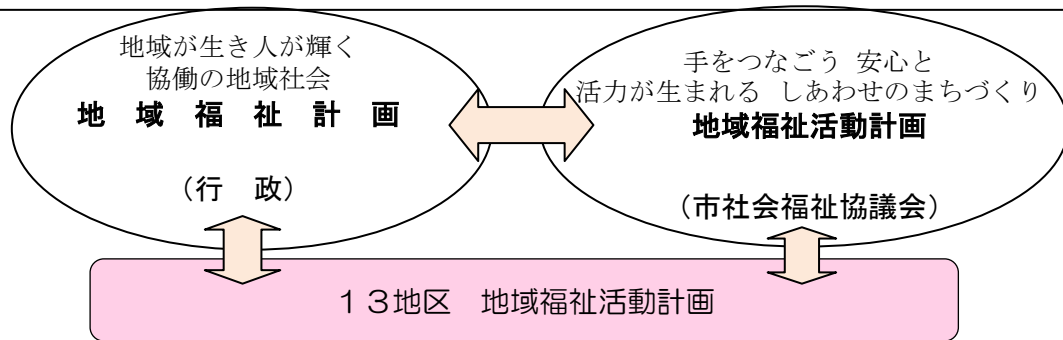 地域が生き人が輝く
協働の地域社会
地 域 福 祉 計 画
（行 政）
手をつなごう 安心と
活力が生まれる しあわせのまちづくり
地域福祉活動計画
（市社会福祉協議会）
１３地区 地域福祉活動計画